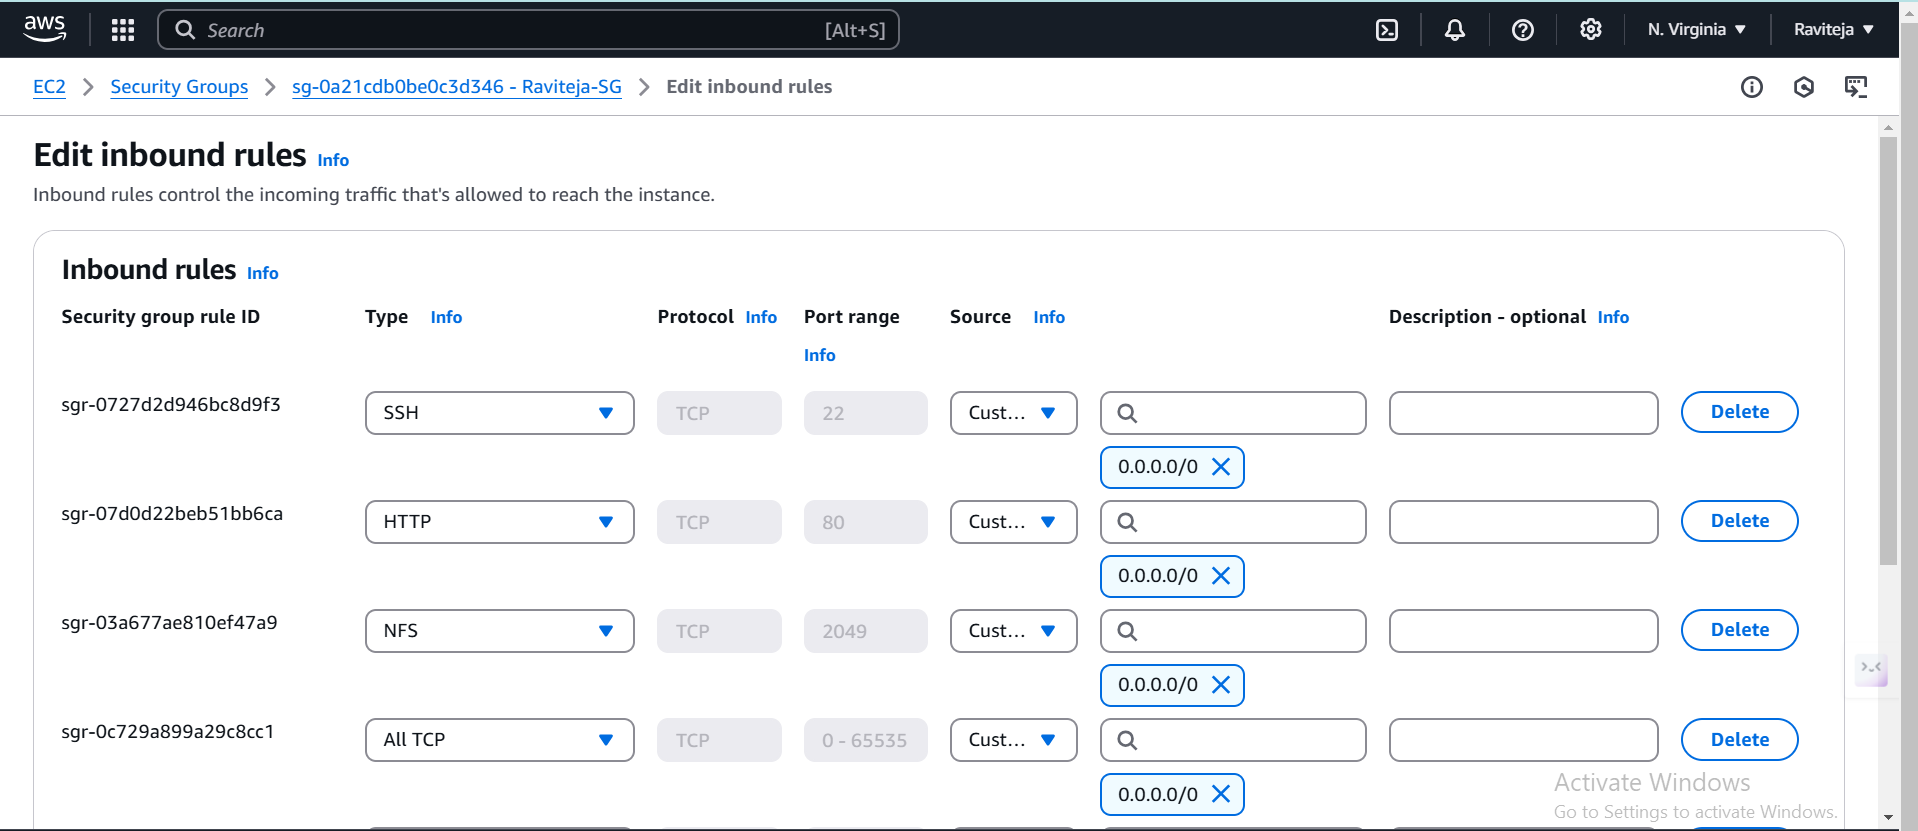 aws
Search [Alt+S]
N. Virginia
Raviteja
EC2 > Security Groups > sg-0a21cdb0be0c3d346 - Raviteja-SG > Edit inbound rules
Edit inbound rules Info
Inbound rules control the incoming traffic that's allowed to reach the instance.
Inbound rules Info
Security group rule ID Type Info Protocol Info Port range Info Source Info Description - optional Info
sgr-0727d2d946bc8d9f3 SSH TCP 22 Cust... Delete
0.0.0.0/0
sgr-07d0d22beb51bb6ca HTTP TCP 80 Cust... Delete
0.0.0.0/0
sgr-03a677ae810ef47a9 NFS TCP 2049 Cust... Delete
0.0.0.0/0
sgr-0c729a899a29c8cc1 All TCP TCP 0 - 65535 Cust... Delete
0.0.0.0/0
Activate Windows
Go to Settings to activate Windows.